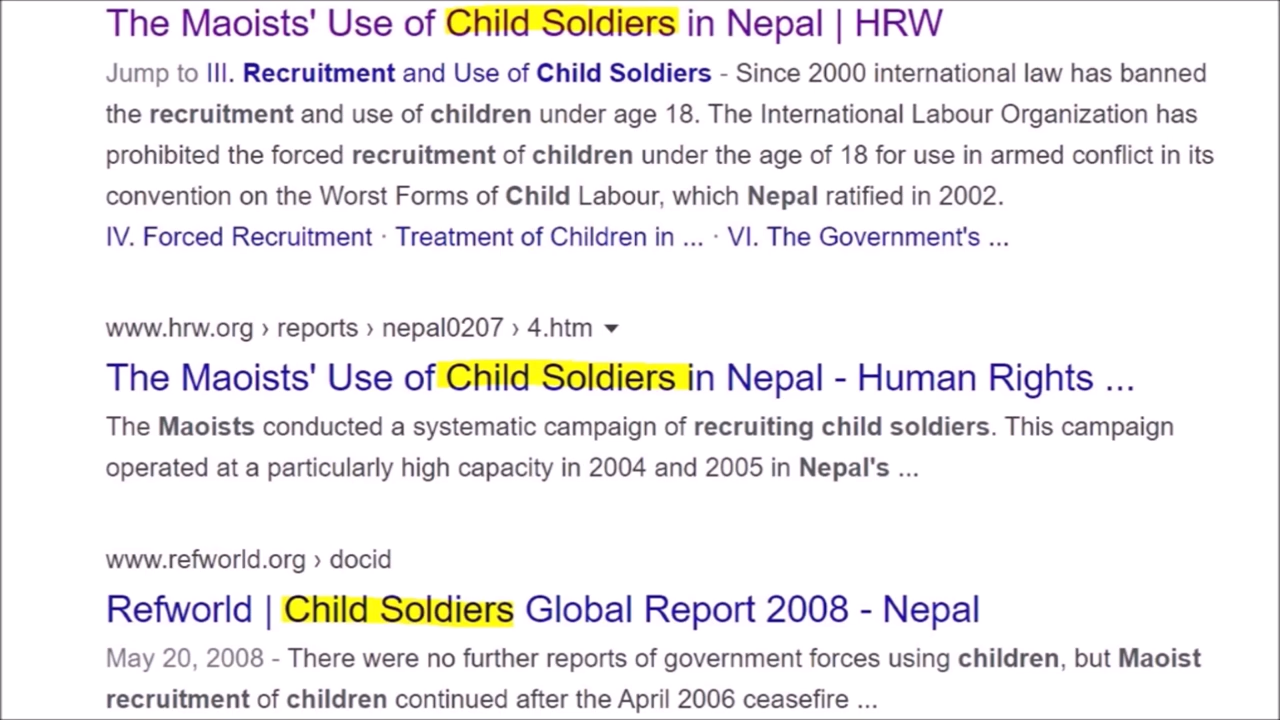 The Maoists' Use of Child Soldiers in Nepal | HRW
Jump to III. Recruitment and Use of Child Soldiers - Since 2000 international law has banned
the recruitment and use of children under age 18. The International Labour Organization has
prohibited the forced recruitment of children under the age of 18 for use in armed conflict in its
convention on the Worst Forms of Child Labour, which Nepal ratified in 2002.
IV. Forced Recruitment · Treatment of Children in ... · VI. The Government's ...
www.hrw.org › reports › nepal0207 › 4.htm
The Maoists' Use of Child Soldiers in Nepal - Human Rights ...
The Maoists conducted a systematic campaign of recruiting child soldiers. This campaign
operated at a particularly high capacity in 2004 and 2005 in Nepal's ...
www.refworld.org › docid
Refworld | Child Soldiers Global Report 2008 - Nepal
May 20, 2008 - There were no further reports of government forces using children, but Maoist
recruitment of children continued after the April 2006 ceasefire ...